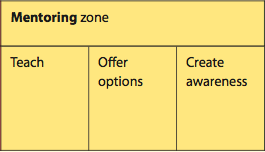 Mentoring zone
Teach
Offer
options
Create
awareness